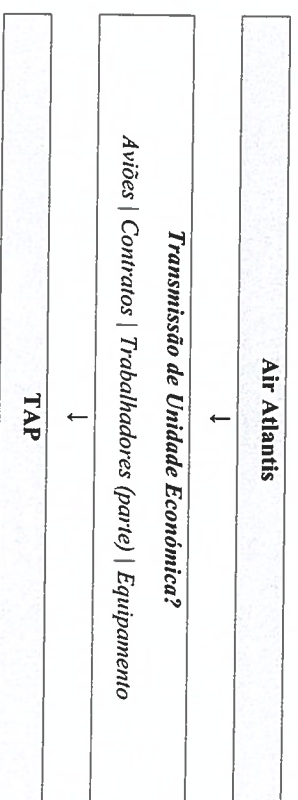 Air Atlantis
↓
Transmissão de Unidade Económica?
Aviões | Contratos | Trabalhadores (parte) | Equipamento
↓
TAP